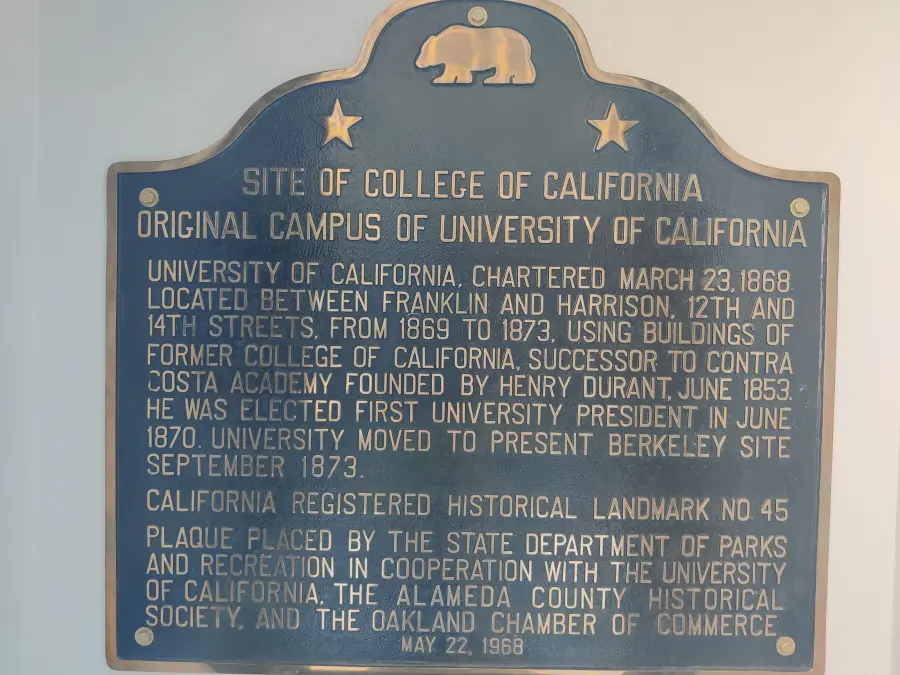 SITE OF COLLEGE OF CALIFORNIA
ORIGINAL CAMPUS OF UNIVERSITY OF CALIFORNIA
UNIVERSITY OF CALIFORNIA, CHARTERED MARCH 23, 1868.
LOCATED BETWEEN FRANKLIN AND HARRISON, 12TH AND
14TH STREETS, FROM 1869 TO 1873, USING BUILDINGS OF
FORMER COLLEGE OF CALIFORNIA, SUCCESSOR TO CONTRA
COSTA ACADEMY FOUNDED BY HENRY DURANT, JUNE 1853.
HE WAS ELECTED FIRST UNIVERSITY PRESIDENT IN JUNE
1870. UNIVERSITY MOVED TO PRESENT BERKELEY SITE
SEPTEMBER 1873.
CALIFORNIA REGISTERED HISTORICAL LANDMARK NO. 45
PLAQUE PLACED BY THE STATE DEPARTMENT OF PARKS
AND RECREATION IN COOPERATION WITH THE UNIVERSITY
OF CALIFORNIA, THE ALAMEDA COUNTY HISTORICAL
SOCIETY, AND THE OAKLAND CHAMBER OF COMMERCE
MAY 22, 1968